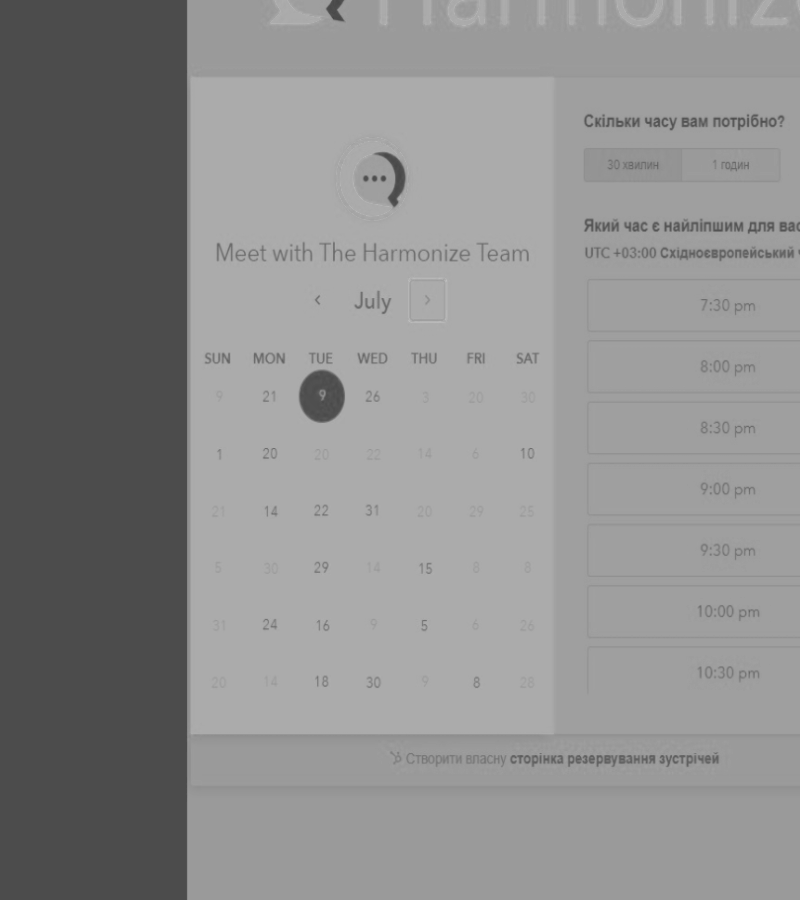 Harmonize
Meet with The Harmonize Team
‹ July ›
SUN MON TUE WED THU FRI SAT
9 21 9 26 3 20 30
1 20 20 22 14 6 10
21 14 22 31 20 29 25
5 30 29 14 15 8 8
31 24 16 9 5 6 26
20 14 18 30 9 8 28
Скільки часу вам потрібно?
30 хвилин 1 годин
Який час є найліпшим для вас
UTC +03:00 Східноєвропейський
7:30 pm
8:00 pm
8:30 pm
9:00 pm
9:30 pm
10:00 pm
10:30 pm
Створити власну сторінка резервування зустрічей